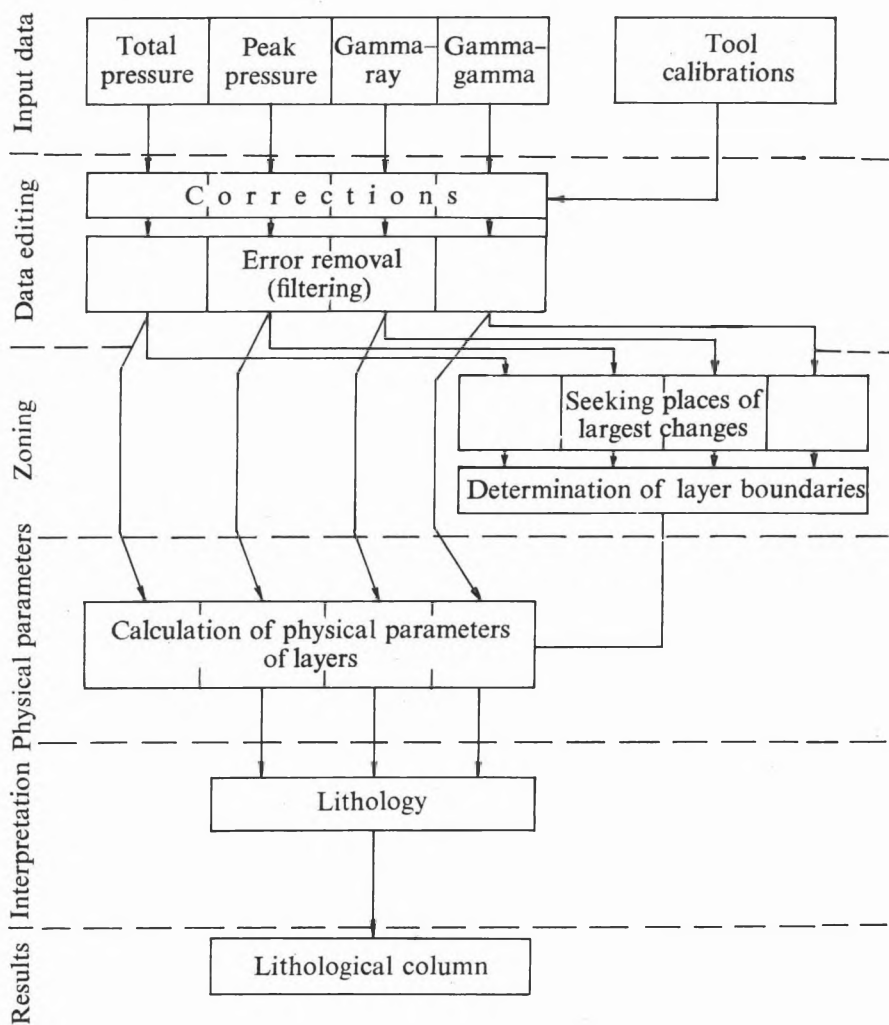 Input data
Total pressure
Peak pressure
Gamma–ray
Gamma-gamma
Tool calibrations
Data editing
Corrections
Error removal
(filtering)
Zoning
Seeking places of
largest changes
Determination of layer boundaries
Physical parameters
Calculation of physical parameters
of layers
Interpretation
Lithology
Results
Lithological column